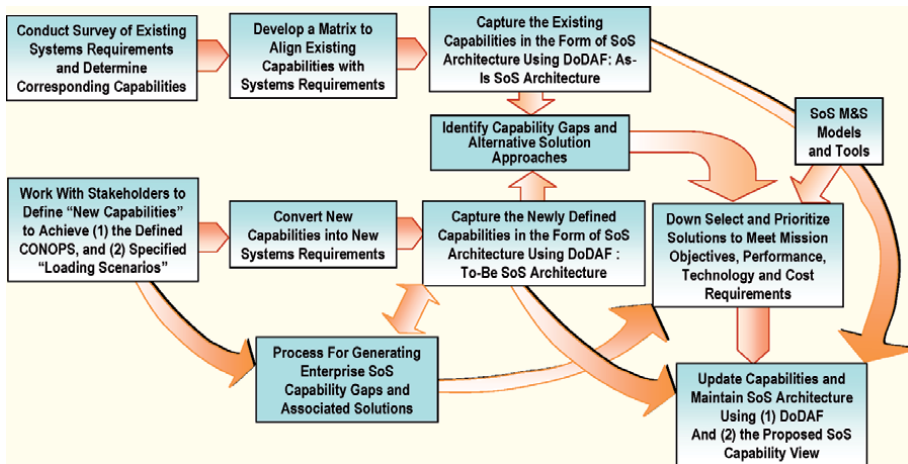 Conduct Survey of Existing
Systems Requirements
and Determine
Corresponding Capabilities
Develop a Matrix to
Align Existing
Capabilities with
Systems Requirements
Capture the Existing
Capabilities in the Form of SoS
Architecture Using DoDAF: As-
Is SoS Architecture
SoS M&S
Models
and Tools
Identify Capability Gaps and
Alternative Solution
Approaches
Work With Stakeholders to
Define “New Capabilities”
to Achieve (1) the Defined
CONOPS, and (2) Specified
“Loading Scenarios”
Convert New
Capabilities into New
Systems Requirements
Capture the Newly Defined
Capabilities in the Form of SoS
Architecture Using DoDAF :
To-Be SoS Architecture
Down Select and Prioritize
Solutions to Meet Mission
Objectives, Performance,
Technology and Cost
Requirements
Process For Generating
Enterprise SoS
Capability Gaps and
Associated Solutions
Update Capabilities and
Maintain SoS Architecture
Using (1) DoDAF
And (2) the Proposed SoS
Capability View